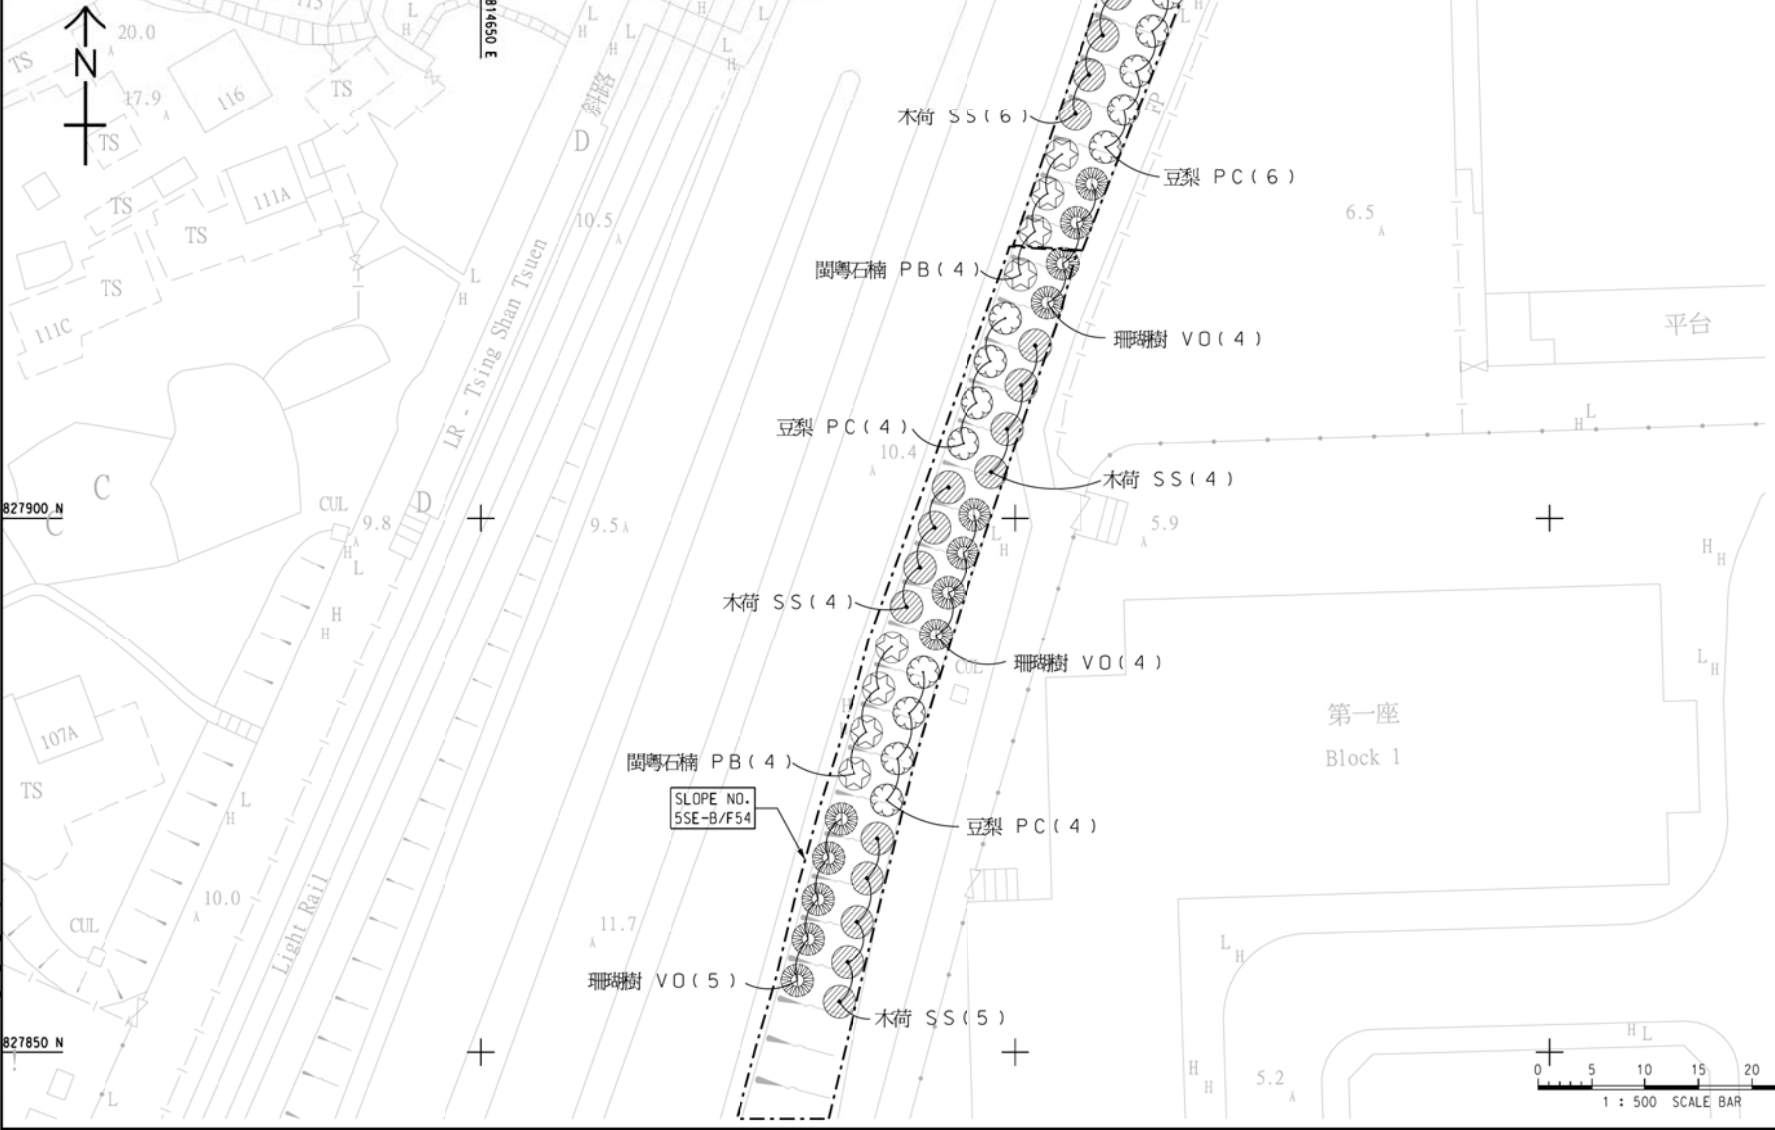 814650 E
N
20.0
TS
17.9
116
TS
TS
TS
111A
TS
TS
111C
斜路
D
10.5
LR - Tsing Shan Tsuen
H
L
H
L
H
L
L
H
H
L
L
H
L
H
FP
木荷 SS(6)
豆梨 PC(6)
6.5
閩粵石楠 PB(4)
珊瑚樹 VO(4)
平台
豆梨 PC(4)
10.4
木荷 SS(4)
H
L
C
C
827900 N
CUL
D
9.8
H
L
9.5
5.9
L
H
H
H
H
H
木荷 SS(4)
珊瑚樹 VO(4)
CUL
L
H
H
第一座
Block 1
107A
TS
閩粵石楠 PB(4)
SLOPE NO.
5SE-B/F54
豆梨 PC(4)
L
H
10.0
CUL
Light Rail
11.7
L
H
珊瑚樹 VO(5)
木荷 SS(5)
827850 N
H
L
H
H
5.2
L
0 5 10 15 20
1 : 500 SCALE BAR